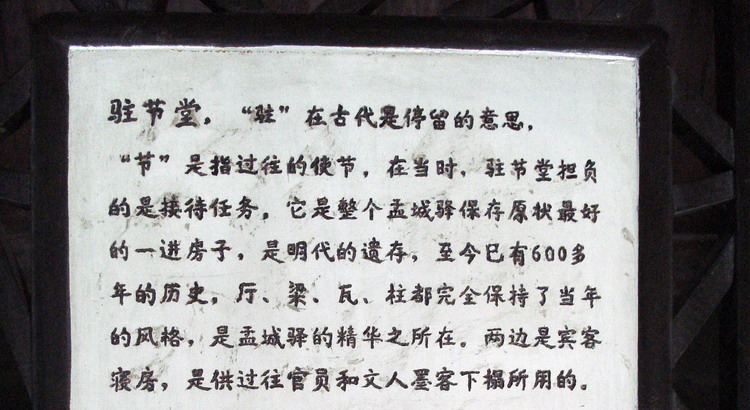 驻节堂，“驻”在古代是停留的意思，
“节”是指过往的使节，在当时，驻节堂担负
的是接待任务，它是整个孟城驿保存原状最好
的一进房子，是明代的遗存，至今已有600多
年的历史，厅、梁、瓦、柱都完全保持了当年
的风格，是孟城驿的精华之所在。两边是宾客
寝房，是供过往官员和文人墨客下榻所用的。